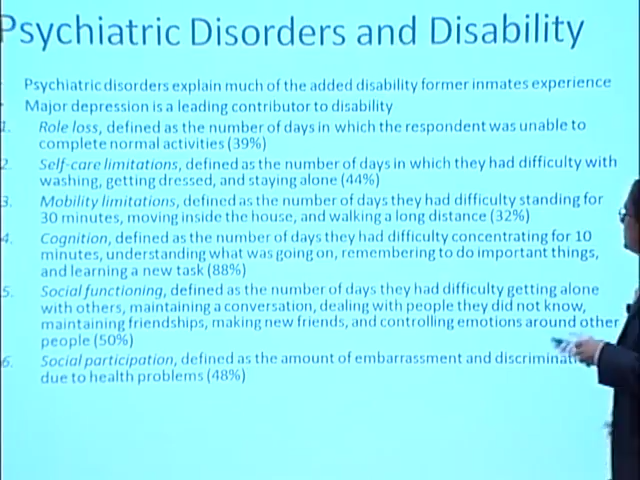 Psychiatric Disorders and Disability
Psychiatric disorders explain much of the added disability former inmates experience
Major depression is a leading contributor to disability
1. Role loss, defined as the number of days in which the respondent was unable to
complete normal activities (39%)
2. Self-care limitations, defined as the number of days in which they had difficulty with
washing, getting dressed, and staying alone (44%)
3. Mobility limitations, defined as the number of days they had difficulty standing for
30 minutes, moving inside the house, and walking a long distance (32%)
4. Cognition, defined as the number of days they had difficulty concentrating for 10
minutes, understanding what was going on, remembering to do important things,
and learning a new task (88%)
5. Social functioning, defined as the number of days they had difficulty getting along
with others, maintaining a conversation, dealing with people they did not know,
maintaining friendships, making new friends, and controlling emotions around other
people (50%)
6. Social participation, defined as the amount of embarrassment and
due to health problems (48%)